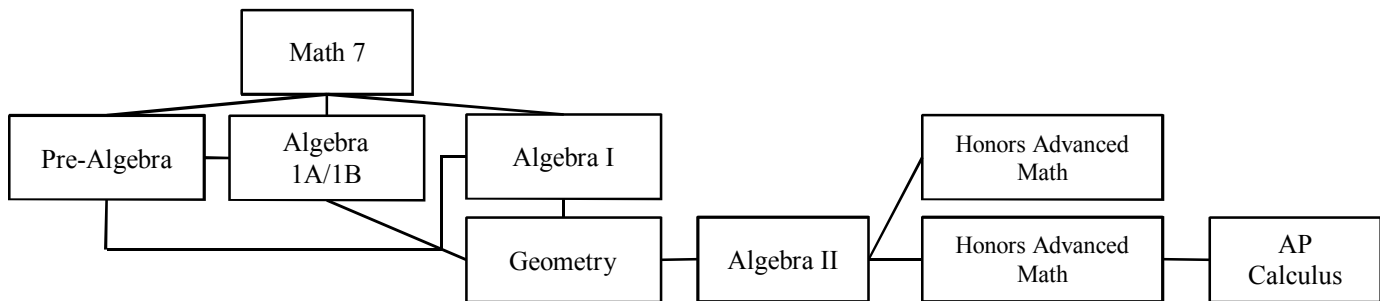 Math 7
Pre-Algebra
Algebra
1A/1B
Algebra I
Honors Advanced
Math
Geometry
Algebra II
Honors Advanced
Math
AP
Calculus